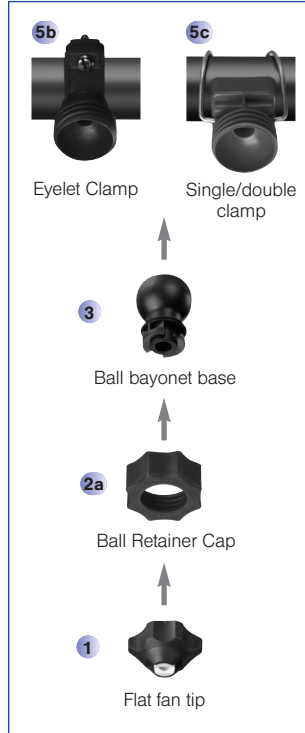 5b
5c
Eyelet Clamp
Single/double
clamp
3
Ball bayonet base
2a
Ball Retainer Cap
1
Flat fan tip